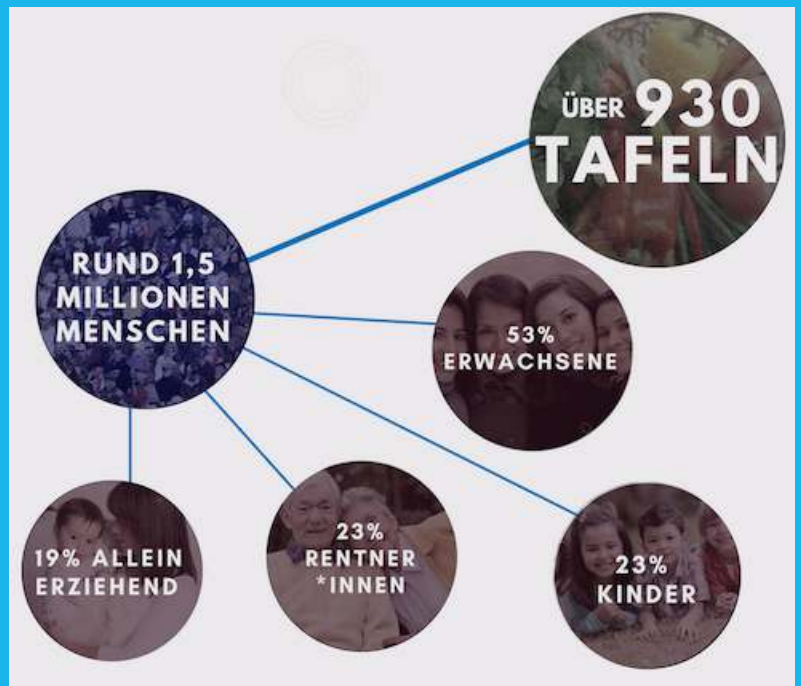 ÜBER 930
TAFELN
RUND 1,5
MILLIONEN
MENSCHEN
53%
ERWACHSENE
19% ALLEIN
ERZIEHEND
23%
RENTNER
*INNEN
23%
KINDER